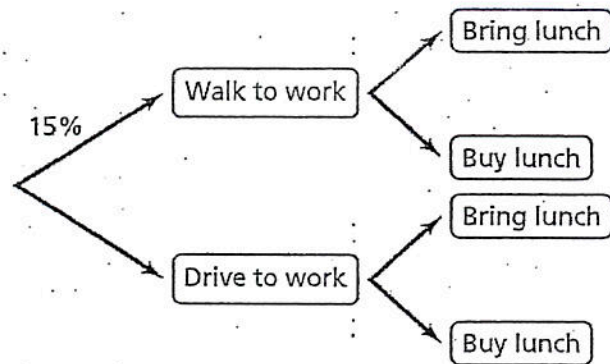 Bring lunch
Walk to work
15%
Buy lunch
Bring lunch
Drive to work
Buy lunch